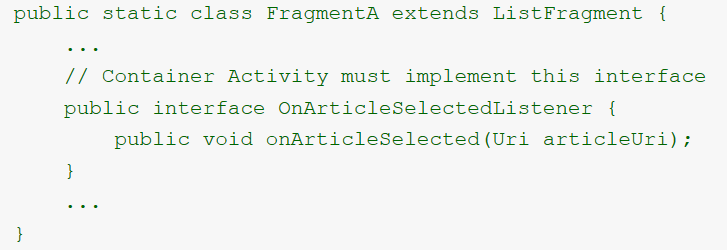 public static class FragmentA extends ListFragment {
    ...
    // Container Activity must implement this interface
    public interface OnArticleSelectedListener {
        public void onArticleSelected(Uri articleUri);
    }
    ...
}